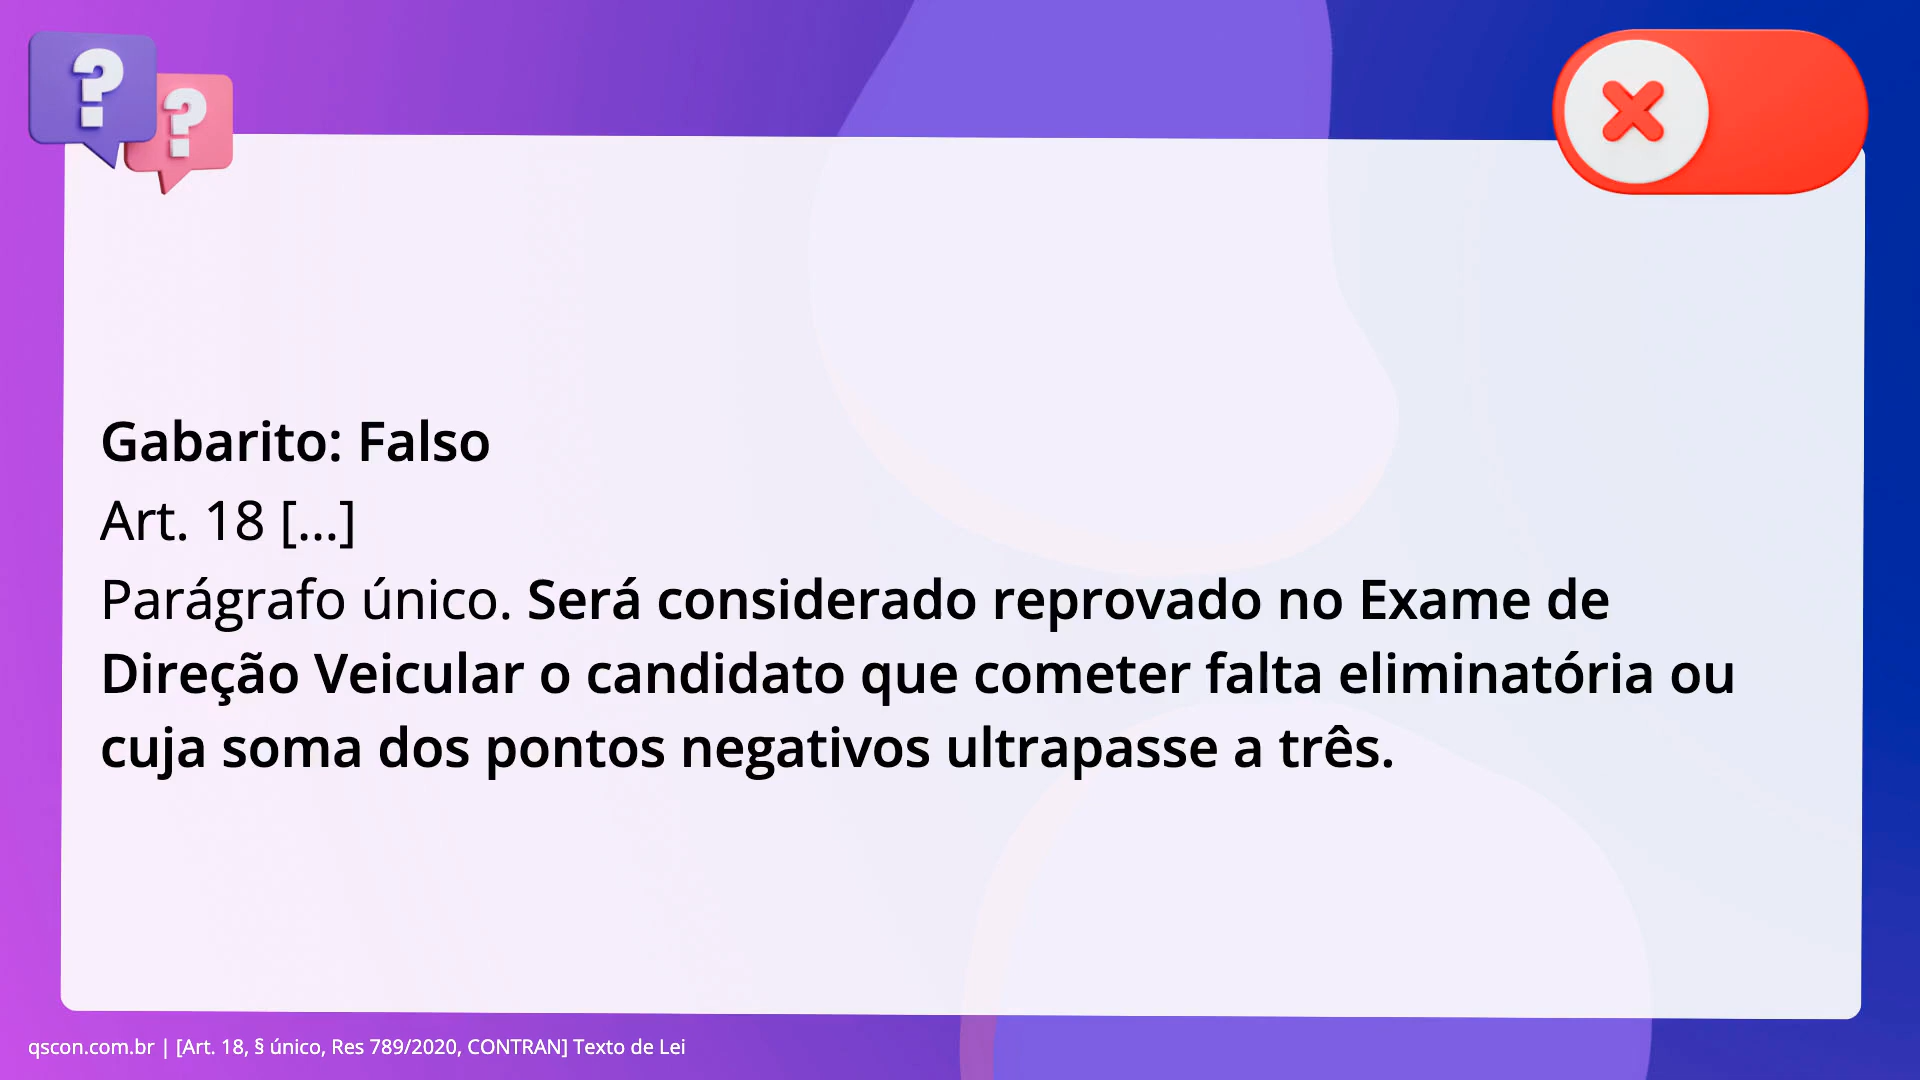 Gabarito: Falso
Art. 18 [...]
Parágrafo único. Será considerado reprovado no Exame de
Direção Veicular o candidato que cometer falta eliminatória ou
cuja soma dos pontos negativos ultrapasse a três.
qscon.com.br | [Art. 18, § único, Res 789/2020, CONTRAN] Texto de Lei